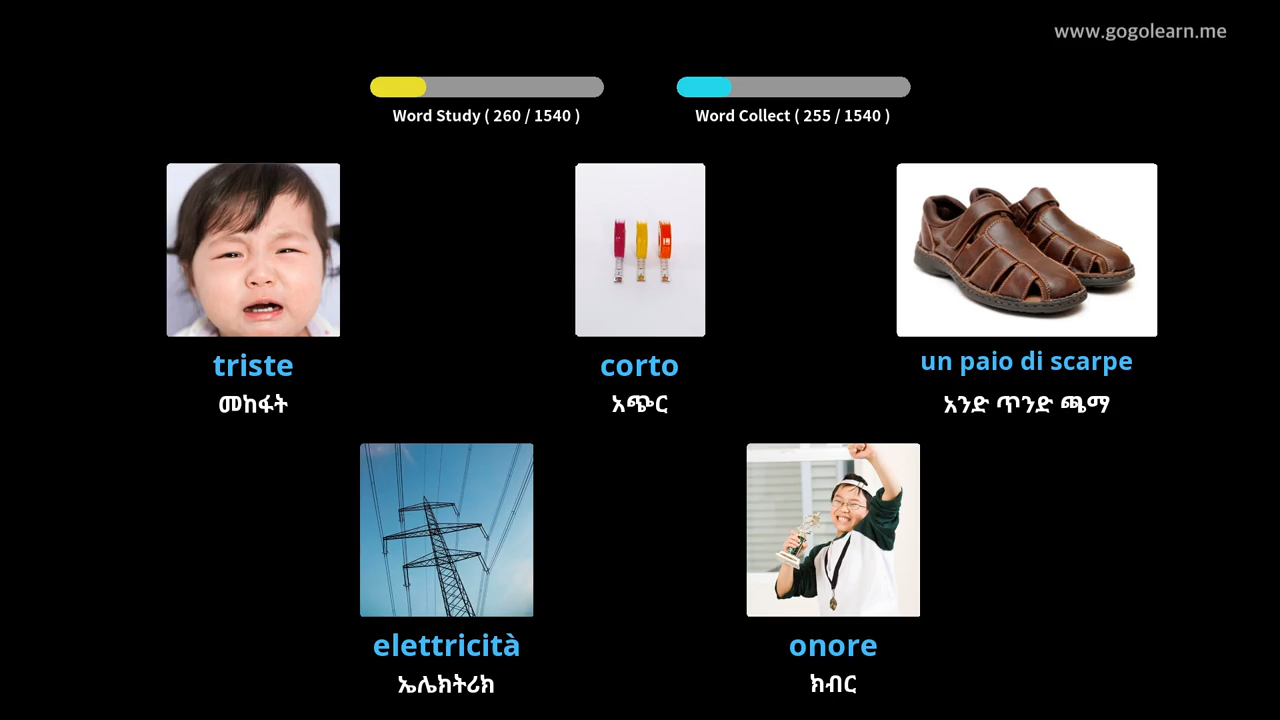 www.gogolearn.me
Word Study ( 260 / 1540 )
Word Collect ( 255 / 1540 )
triste
መከፋት
corto
አጭር
un paio di scarpe
አንድ ጥንድ ጫማ
elettricità
ኤሌክትሪክ
onore
ክብር